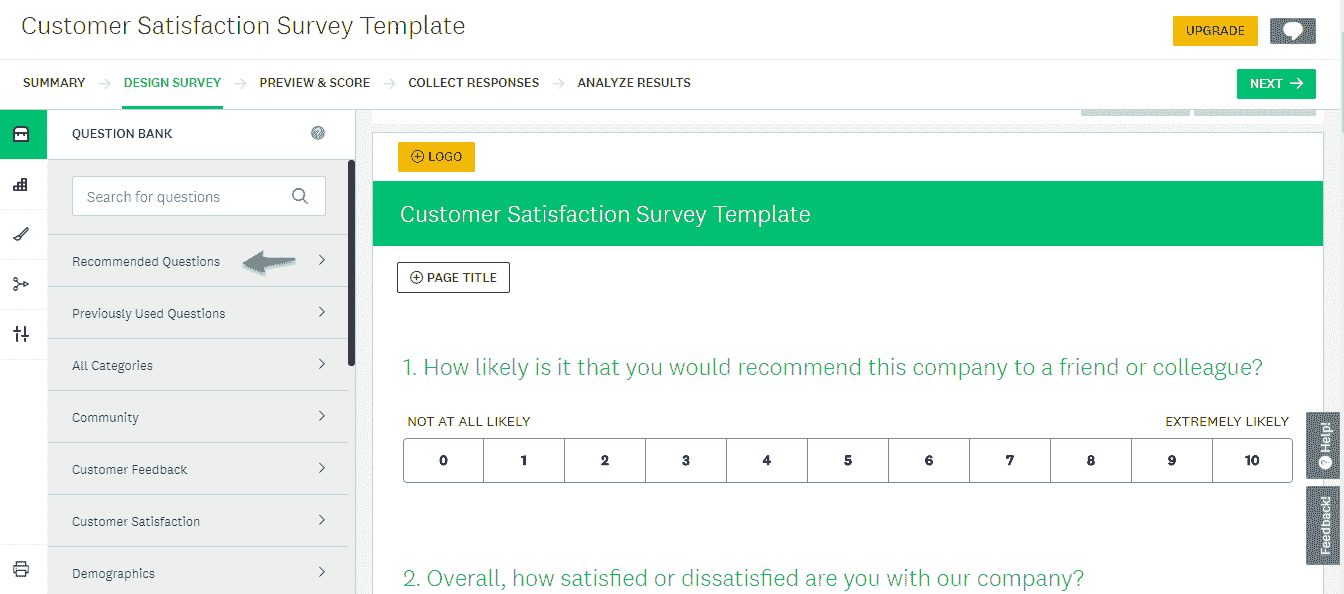 Customer Satisfaction Survey Template
UPGRADE
SUMMARY DESIGN SURVEY PREVIEW & SCORE COLLECT RESPONSES ANALYZE RESULTS
NEXT
QUESTION BANK
Search for questions
Recommended Questions
Previously Used Questions
All Categories
Community
Customer Feedback
Customer Satisfaction
Demographics
LOGO
Customer Satisfaction Survey Template
PAGE TITLE
1. How likely is it that you would recommend this company to a friend or colleague?
NOT AT ALL LIKELY EXTREMELY LIKELY
0 1 2 3 4 5 6 7 8 9 10
2. Overall, how satisfied or dissatisfied are you with our company?
Help!
Feedback!